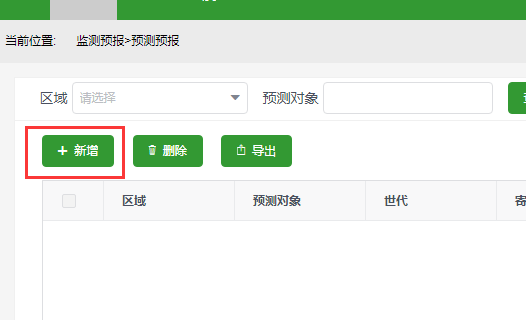 当前位置: 监测预报>预测预报
区域 请选择 预测对象
新增 删除 导出
区域 预测对象 世代